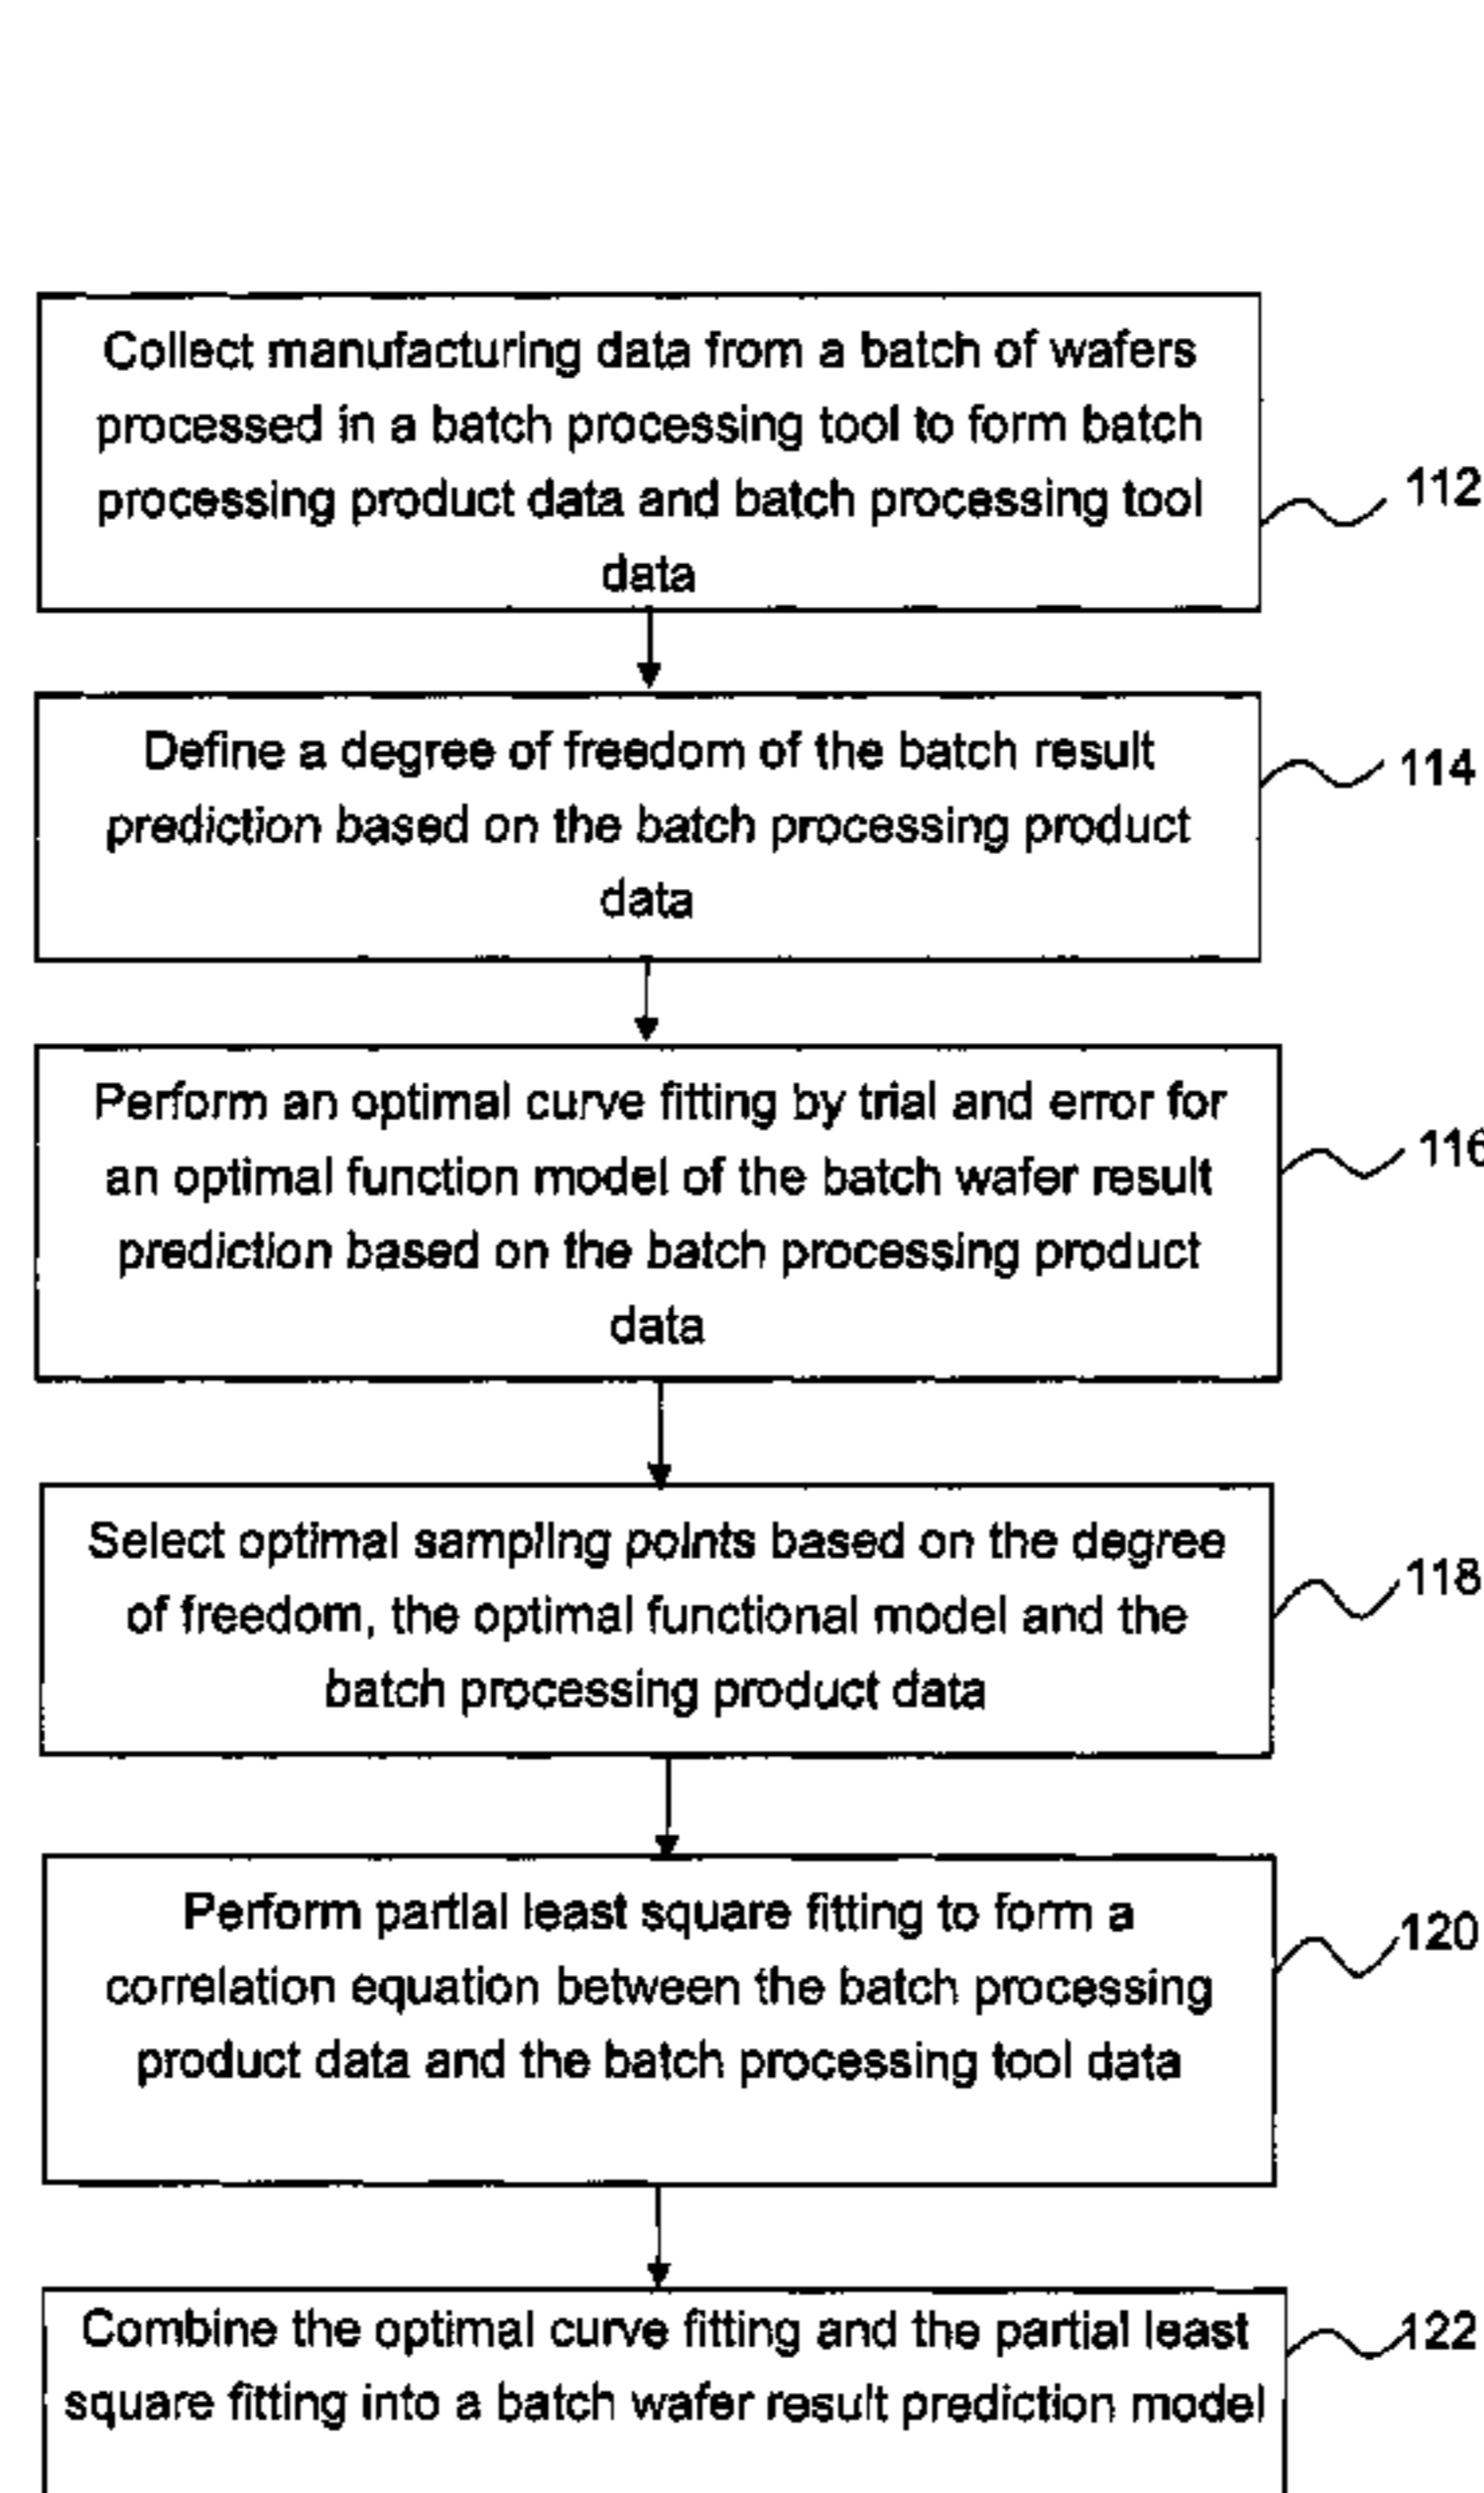 Collect manufacturing data from a batch of wafers
processed in a batch processing tool to form batch
processing product data and batch processing tool
data
112
Define a degree of freedom of the batch result
prediction based on the batch processing product
data
114
Perform an optimal curve fitting by trial and error for
an optimal function model of the batch wafer result
prediction based on the batch processing product
data
116
Select optimal sampling points based on the degree
of freedom, the optimal functional model and the
batch processing product data
118
Perform partial least square fitting to form a
correlation equation between the batch processing
product data and the batch processing tool data
120
Combine the optimal curve fitting and the partial least
square fitting into a batch wafer result prediction model
122